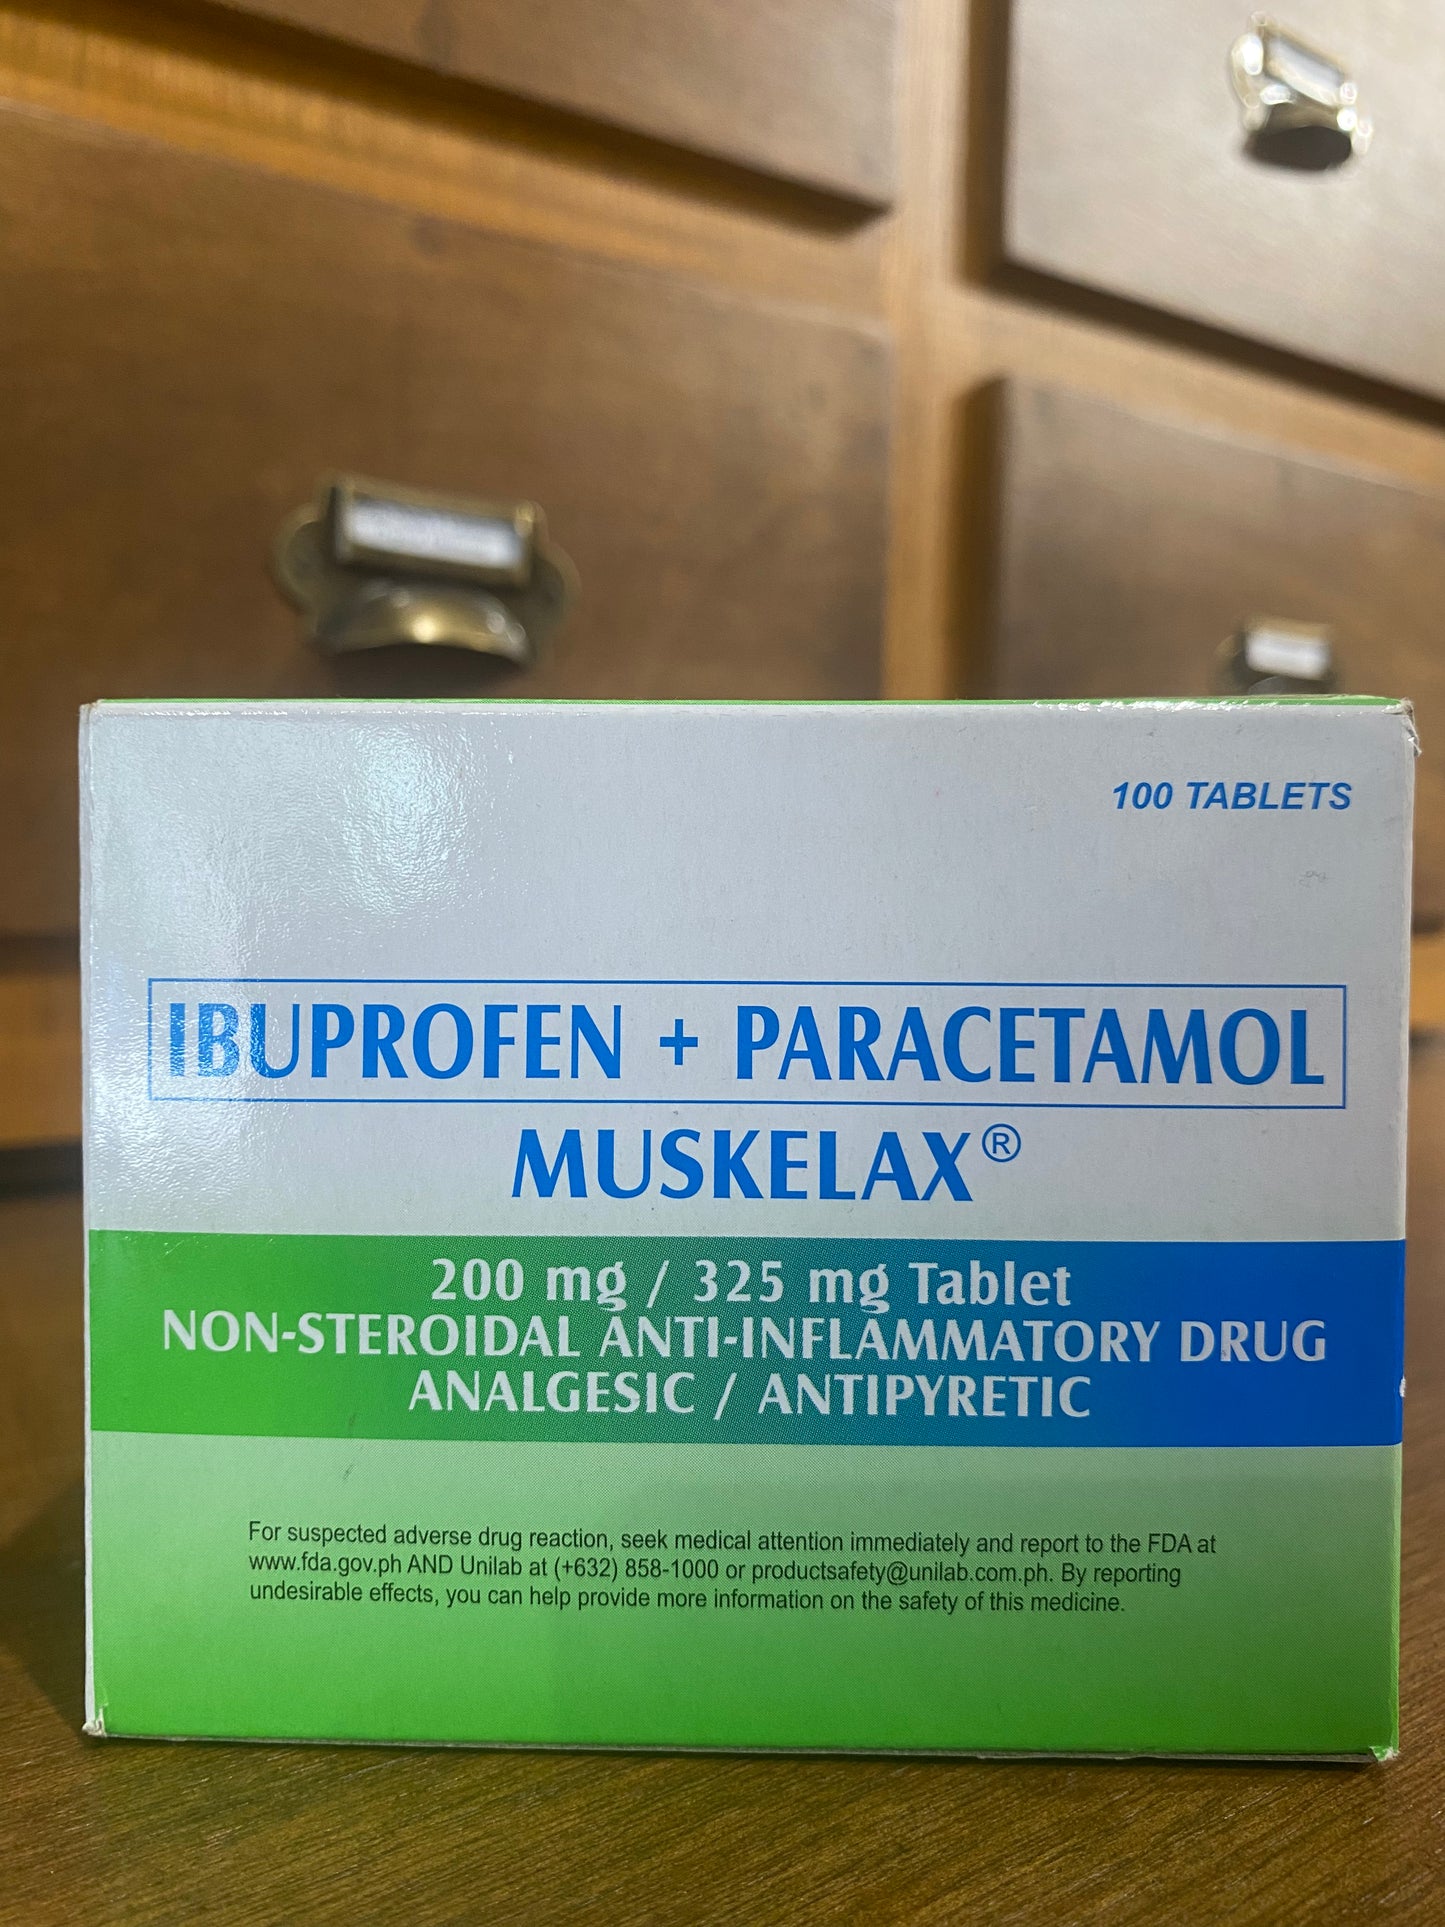 100 TABLETS
IBUPROFEN + PARACETAMOL
MUSKELAX®
200 mg / 325 mg Tablet
NON-STEROIDAL ANTI-INFLAMMATORY DRUG
ANALGESIC / ANTIPYRETIC
For suspected adverse drug reaction, seek medical attention immediately and report to the FDA at
www.fda.gov.ph AND Unilab at (+632) 858-1000 or productsafety@unilab.com.ph. By reporting
undesirable effects, you can help provide more information on the safety of this medicine.